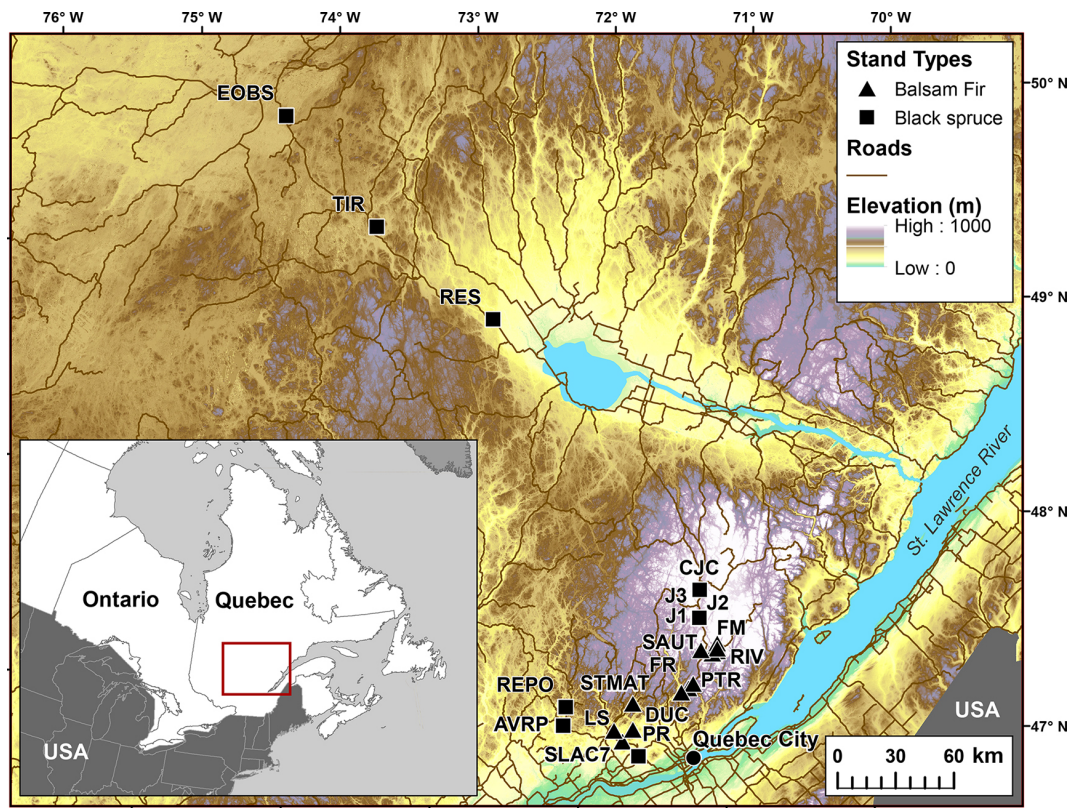 76° W 75° W 74° W 73° W 72° W 71° W 70° W
50° N
49° N
48° N
47° N
Stand Types
Balsam Fir
Black spruce
Roads
Elevation (m)
High : 1000
Low : 0
EOBS
TIR
RES
St. Lawrence River
CJC
J3
J2
J1
FM
SAUT
RIV
FR
PTR
STMAT
REPO
DUC
LS
AVRP
PR
SLAC7
Quebec City
Ontario
Quebec
USA
USA
0 30 60 km